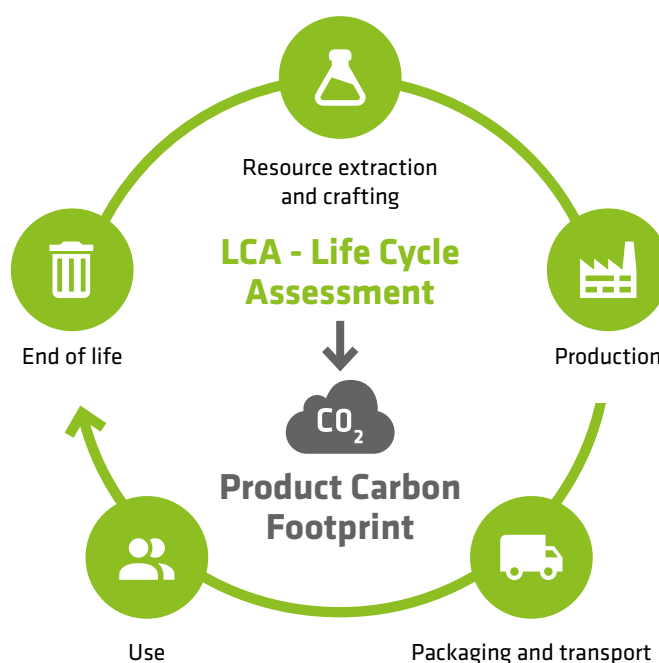 Resource extraction
and crafting
LCA - Life Cycle
Assessment
End of life
Production
CO₂
Product Carbon
Footprint
Use
Packaging and transport